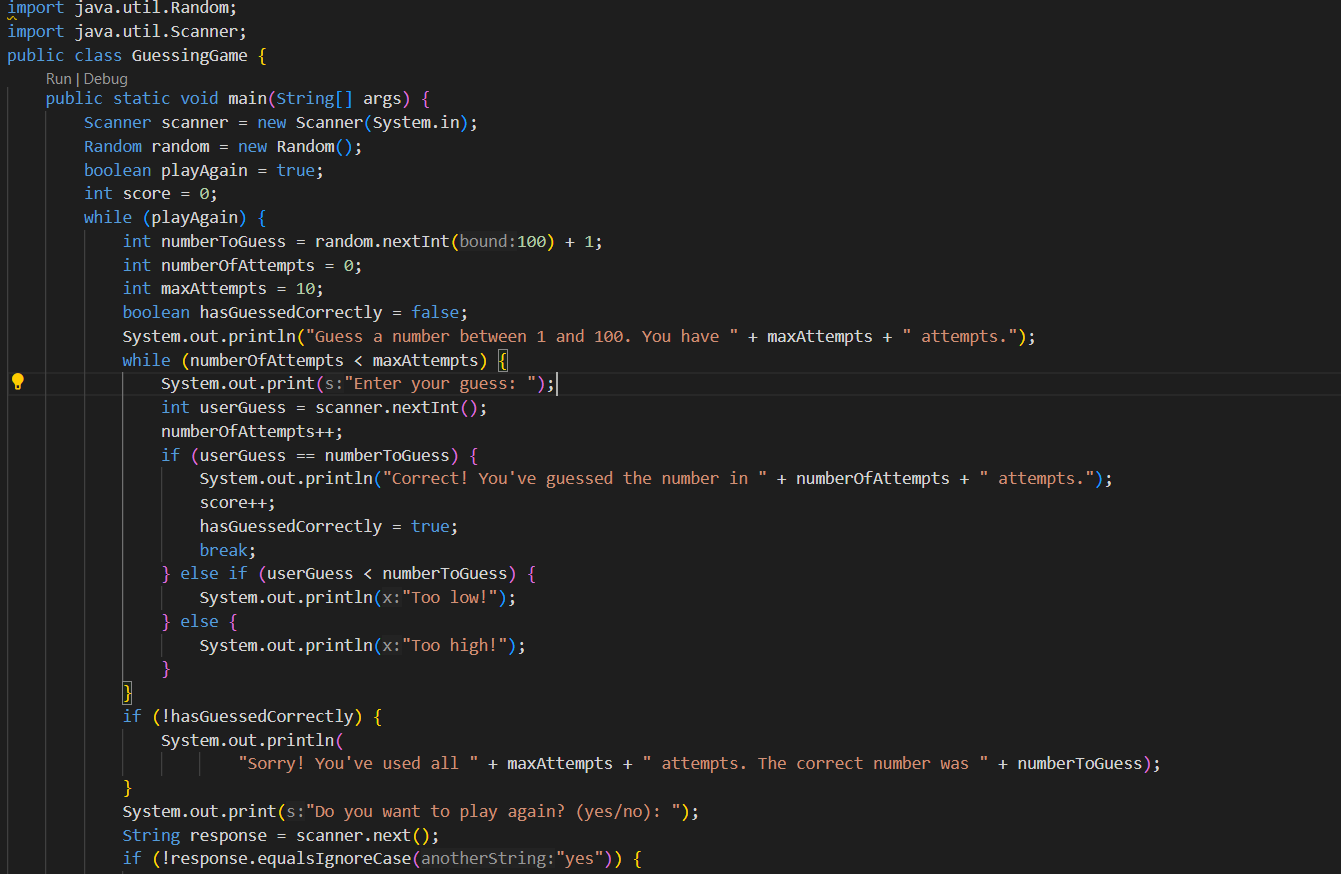 import java.util.Random;
import java.util.Scanner;
public class GuessingGame {
Run | Debug
public static void main(String[] args) {
Scanner scanner = new Scanner(System.in);
Random random = new Random();
boolean playAgain = true;
int score = 0;
while (playAgain) {
int numberToGuess = random.nextInt(bound:100) + 1;
int numberOfAttempts = 0;
int maxAttempts = 10;
boolean hasGuessedCorrectly = false;
System.out.println("Guess a number between 1 and 100. You have " + maxAttempts + " attempts.");
while (numberOfAttempts < maxAttempts) {
System.out.print(s:"Enter your guess: ");
int userGuess = scanner.nextInt();
numberOfAttempts++;
if (userGuess == numberToGuess) {
System.out.println("Correct! You've guessed the number in " + numberOfAttempts + " attempts.");
score++;
hasGuessedCorrectly = true;
break;
} else if (userGuess < numberToGuess) {
System.out.println(x:"Too low!");
} else {
System.out.println(x:"Too high!");
}
}
if (!hasGuessedCorrectly) {
System.out.println(
"Sorry! You've used all " + maxAttempts + " attempts. The correct number was " + numberToGuess);
}
System.out.print(s:"Do you want to play again? (yes/no): ");
String response = scanner.next();
if (!response.equalsIgnoreCase(anotherString:"yes")) {